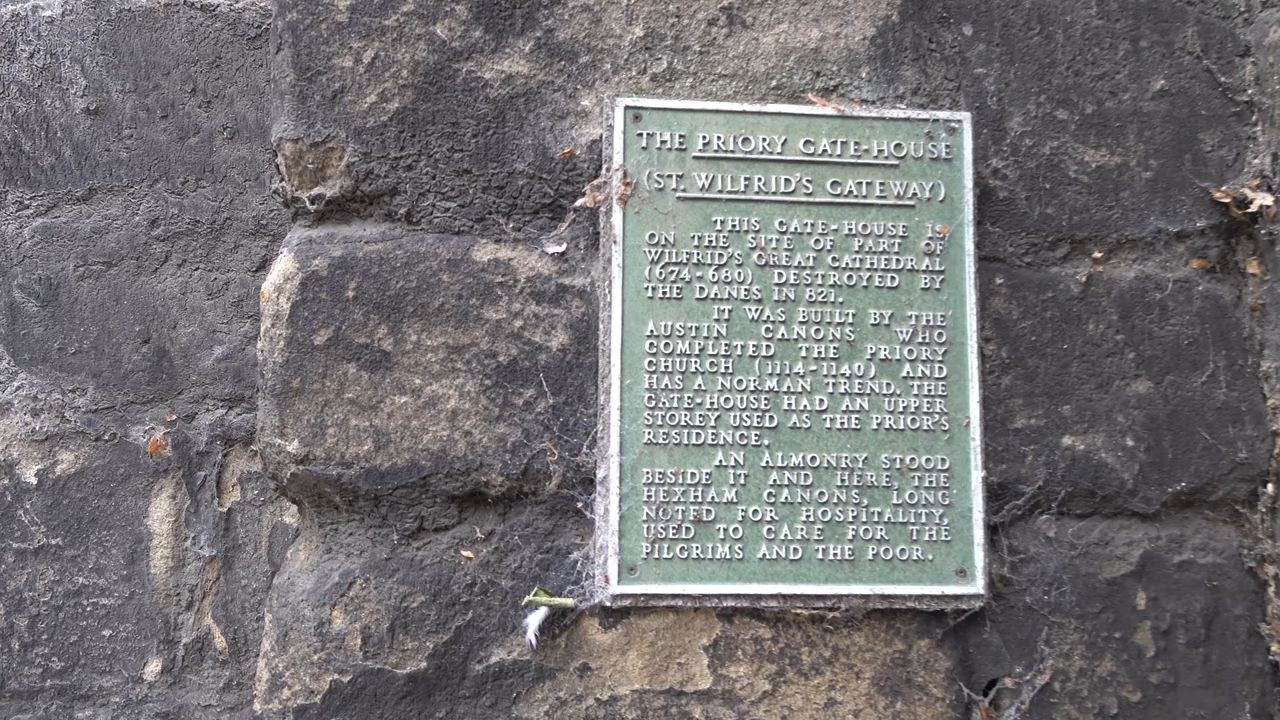 THE PRIORY GATE-HOUSE
(ST. WILFRID'S GATEWAY)
THIS GATE-HOUSE IS
ON THE SITE OF PART OF
WILFRID'S GREAT CATHEDRAL
(674-680) DESTROYED BY
THE DANES IN 821.
IT WAS BUILT BY THE
AUSTIN CANONS WHO
COMPLETED THE PRIORY
CHURCH (1114-1140) AND
HAS A NORMAN TREND. THE
GATE-HOUSE HAD AN UPPER
STOREY USED AS THE PRIOR'S
RESIDENCE.
AN ALMONRY STOOD
BESIDE IT AND HERE, THE
HEXHAM CANONS, LONG
NOTED FOR HOSPITALITY,
USED TO CARE FOR THE
PILGRIMS AND THE POOR.